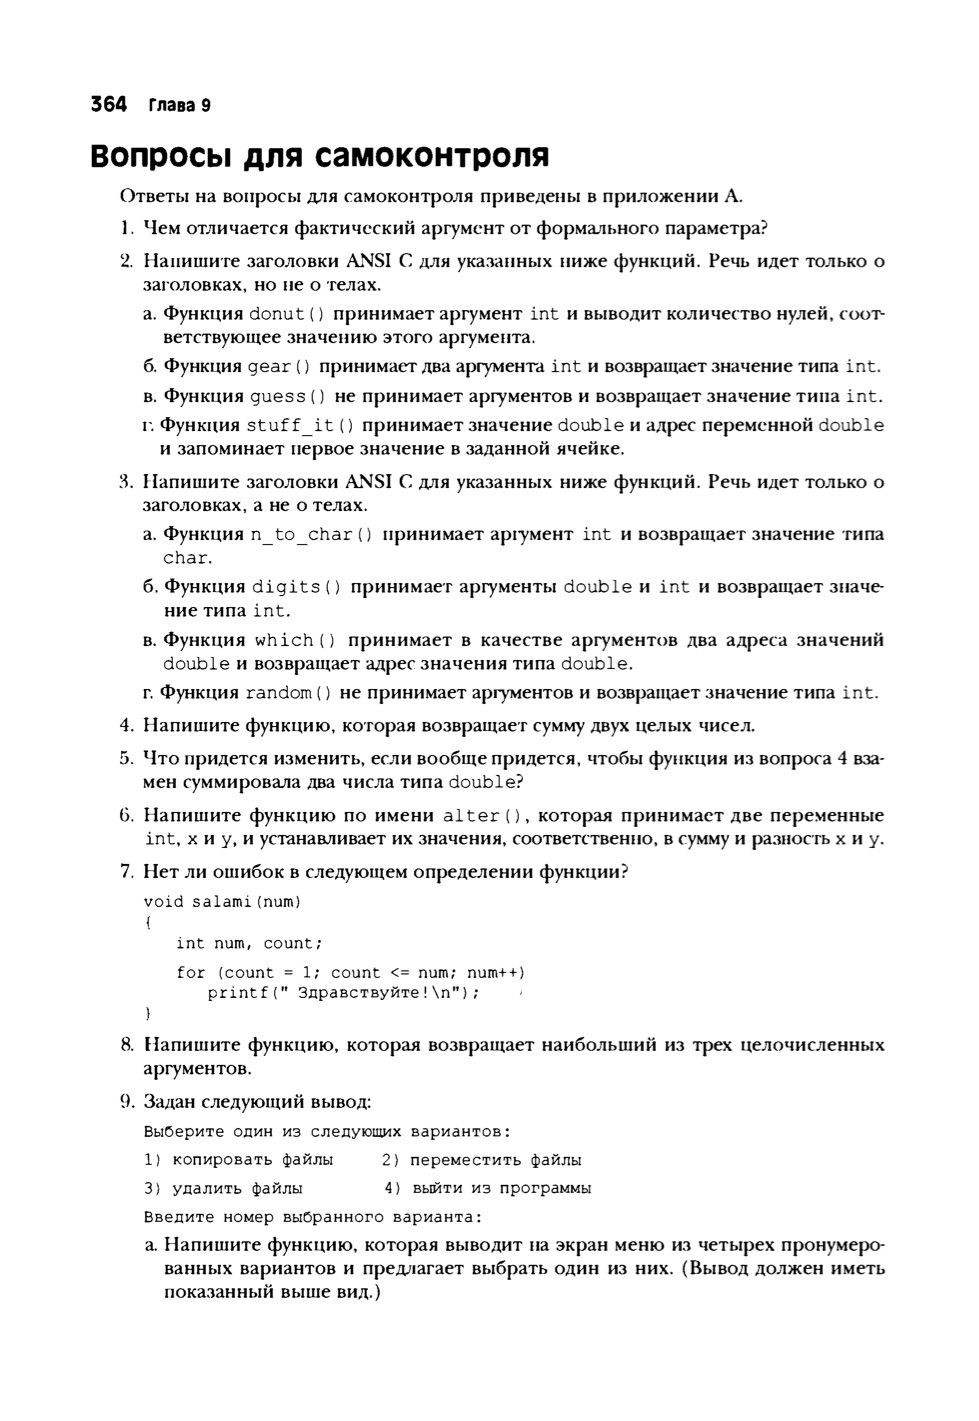 364 Глава 9
Вопросы для самоконтроля
Ответы на вопросы для самоконтроля приведены в приложении А.
1. Чем отличается фактический аргумент от формального параметра?
2. Напишите заголовки ANSI C для указанных ниже функций. Речь идет только о
заголовках, но не о телах.
а. Функция donut() принимает аргумент int и выводит количество нулей, соот-
ветствующее значению этого аргумента.
б. Функция gear() принимает два аргумента int и возвращает значение типа int.
в. Функция guess() не принимает аргументов и возвращает значение типа int.
г. Функция stuff_it() принимает значение double и адрес переменной double
и запоминает первое значение в заданной ячейке.
3. Напишите заголовки ANSI C для указанных ниже функций. Речь идет только о
заголовках, а не о телах.
а. Функция n_to_char() принимает аргумент int и возвращает значение типа
char.
б. Функция digits() принимает аргументы double и int и возвращает значе-
ние типа int.
в. Функция which() принимает в качестве аргументов два адреса значений
double и возвращает адрес значения типа double.
г. Функция random() не принимает аргументов и возвращает значение типа int.
4. Напишите функцию, которая возвращает сумму двух целых чисел.
5. Что придется изменить, если вообще придется, чтобы функция из вопроса 4 вза-
мен суммировала два числа типа double?
6. Напишите функцию по имени alter(), которая принимает две переменные
int, x и y, и устанавливает их значения, соответственно, в сумму и разность x и y.
7. Нет ли ошибок в следующем определении функции?
void salami(num)
{
int num, count;
for (count = 1; count <= num; num++)
printf(" Здравствуйте!\n");
}
8. Напишите функцию, которая возвращает наибольший из трех целочисленных
аргументов.
9. Задан следующий вывод:
Выберите один из следующих вариантов:
1) копировать файлы 2) переместить файлы
3) удалить файлы 4) выйти из программы
Введите номер выбранного варианта:
а. Напишите функцию, которая выводит на экран меню из четырех пронумеро-
ванных вариантов и предлагает выбрать один из них. (Вывод должен иметь
показанный выше вид.)